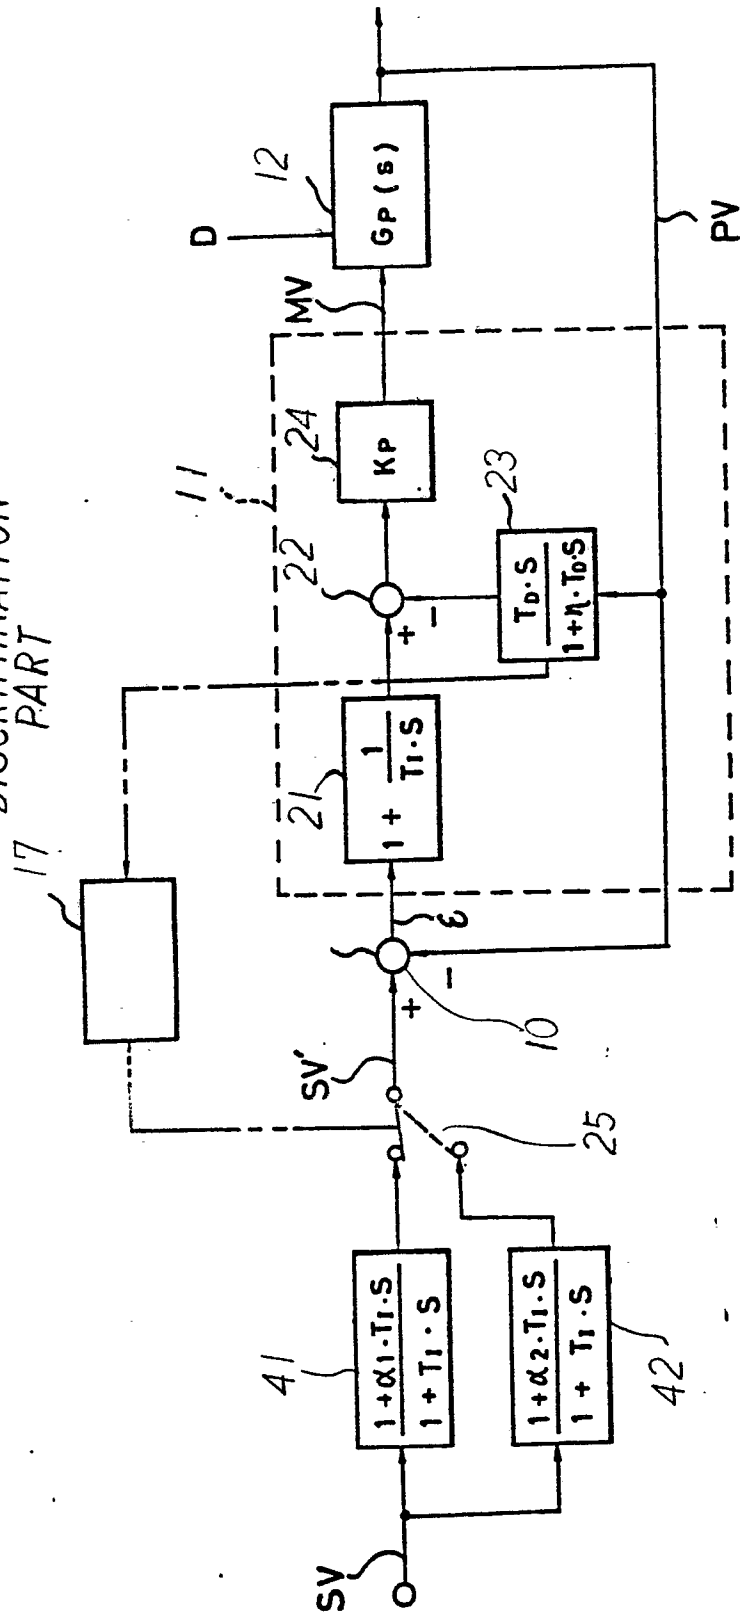 DISCRIMINATION
PART
17
11
12
D
MV
GP(s)
22
24
KP
PV
21
1 + 1 / TI·S
+
−
23
TD·S / 1+η·TD·S
ε
+
−
10
SV'
25
41
1+α1·TI·S / 1+TI·S
42
1+α2·TI·S / 1+TI·S
SV